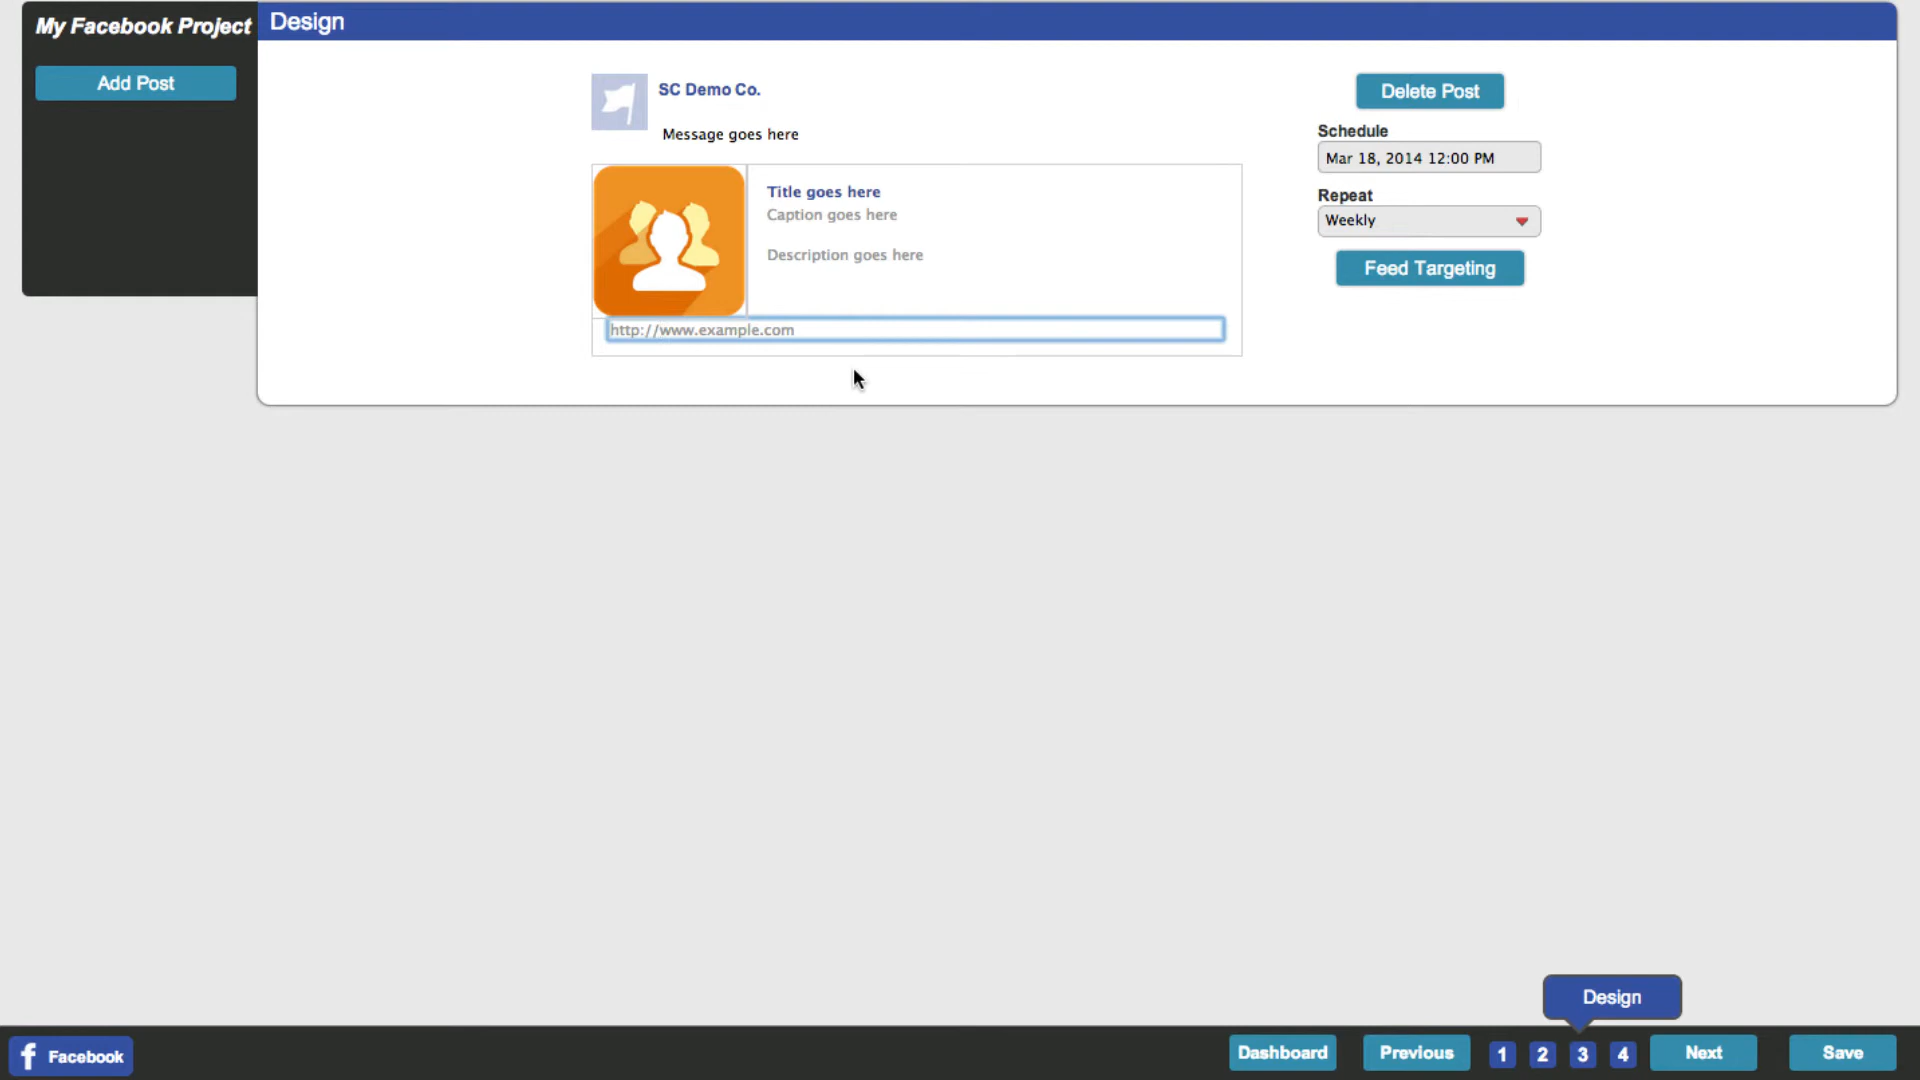 My Facebook Project
Design
Add Post
SC Demo Co.
Message goes here
Title goes here
Caption goes here
Description goes here
http://www.example.com
Delete Post
Schedule
Mar 18, 2014 12:00 PM
Repeat
Weekly
Feed Targeting
Design
f Facebook
Dashboard
Previous
1 2 3 4
Next
Save